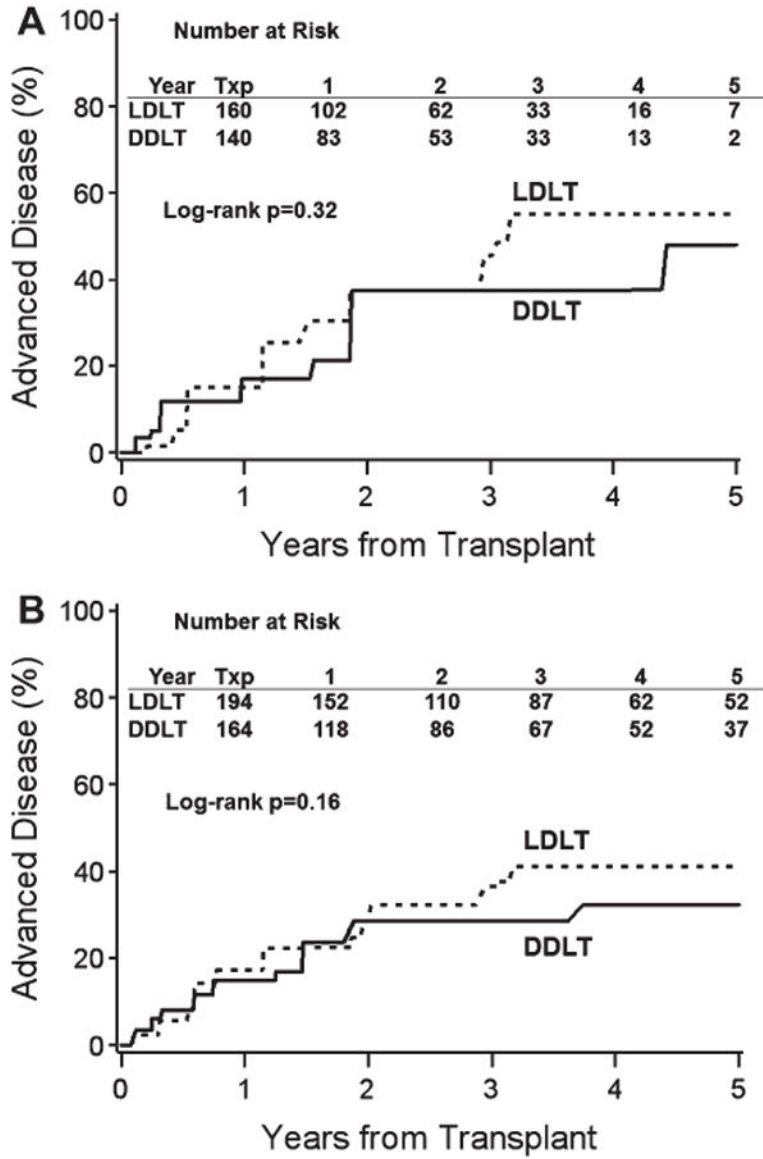 A
Number at Risk
Year Txp 1 2 3 4 5
LDLT 160 102 62 33 16 7
DDLT 140 83 53 33 13 2
Log-rank p=0.32
LDLT
DDLT
Advanced Disease (%)
100
80
60
40
20
0
0 1 2 3 4 5
Years from Transplant
B
Number at Risk
Year Txp 1 2 3 4 5
LDLT 194 152 110 87 62 52
DDLT 164 118 86 67 52 37
Log-rank p=0.16
LDLT
DDLT
Advanced Disease (%)
100
80
60
40
20
0
0 1 2 3 4 5
Years from Transplant